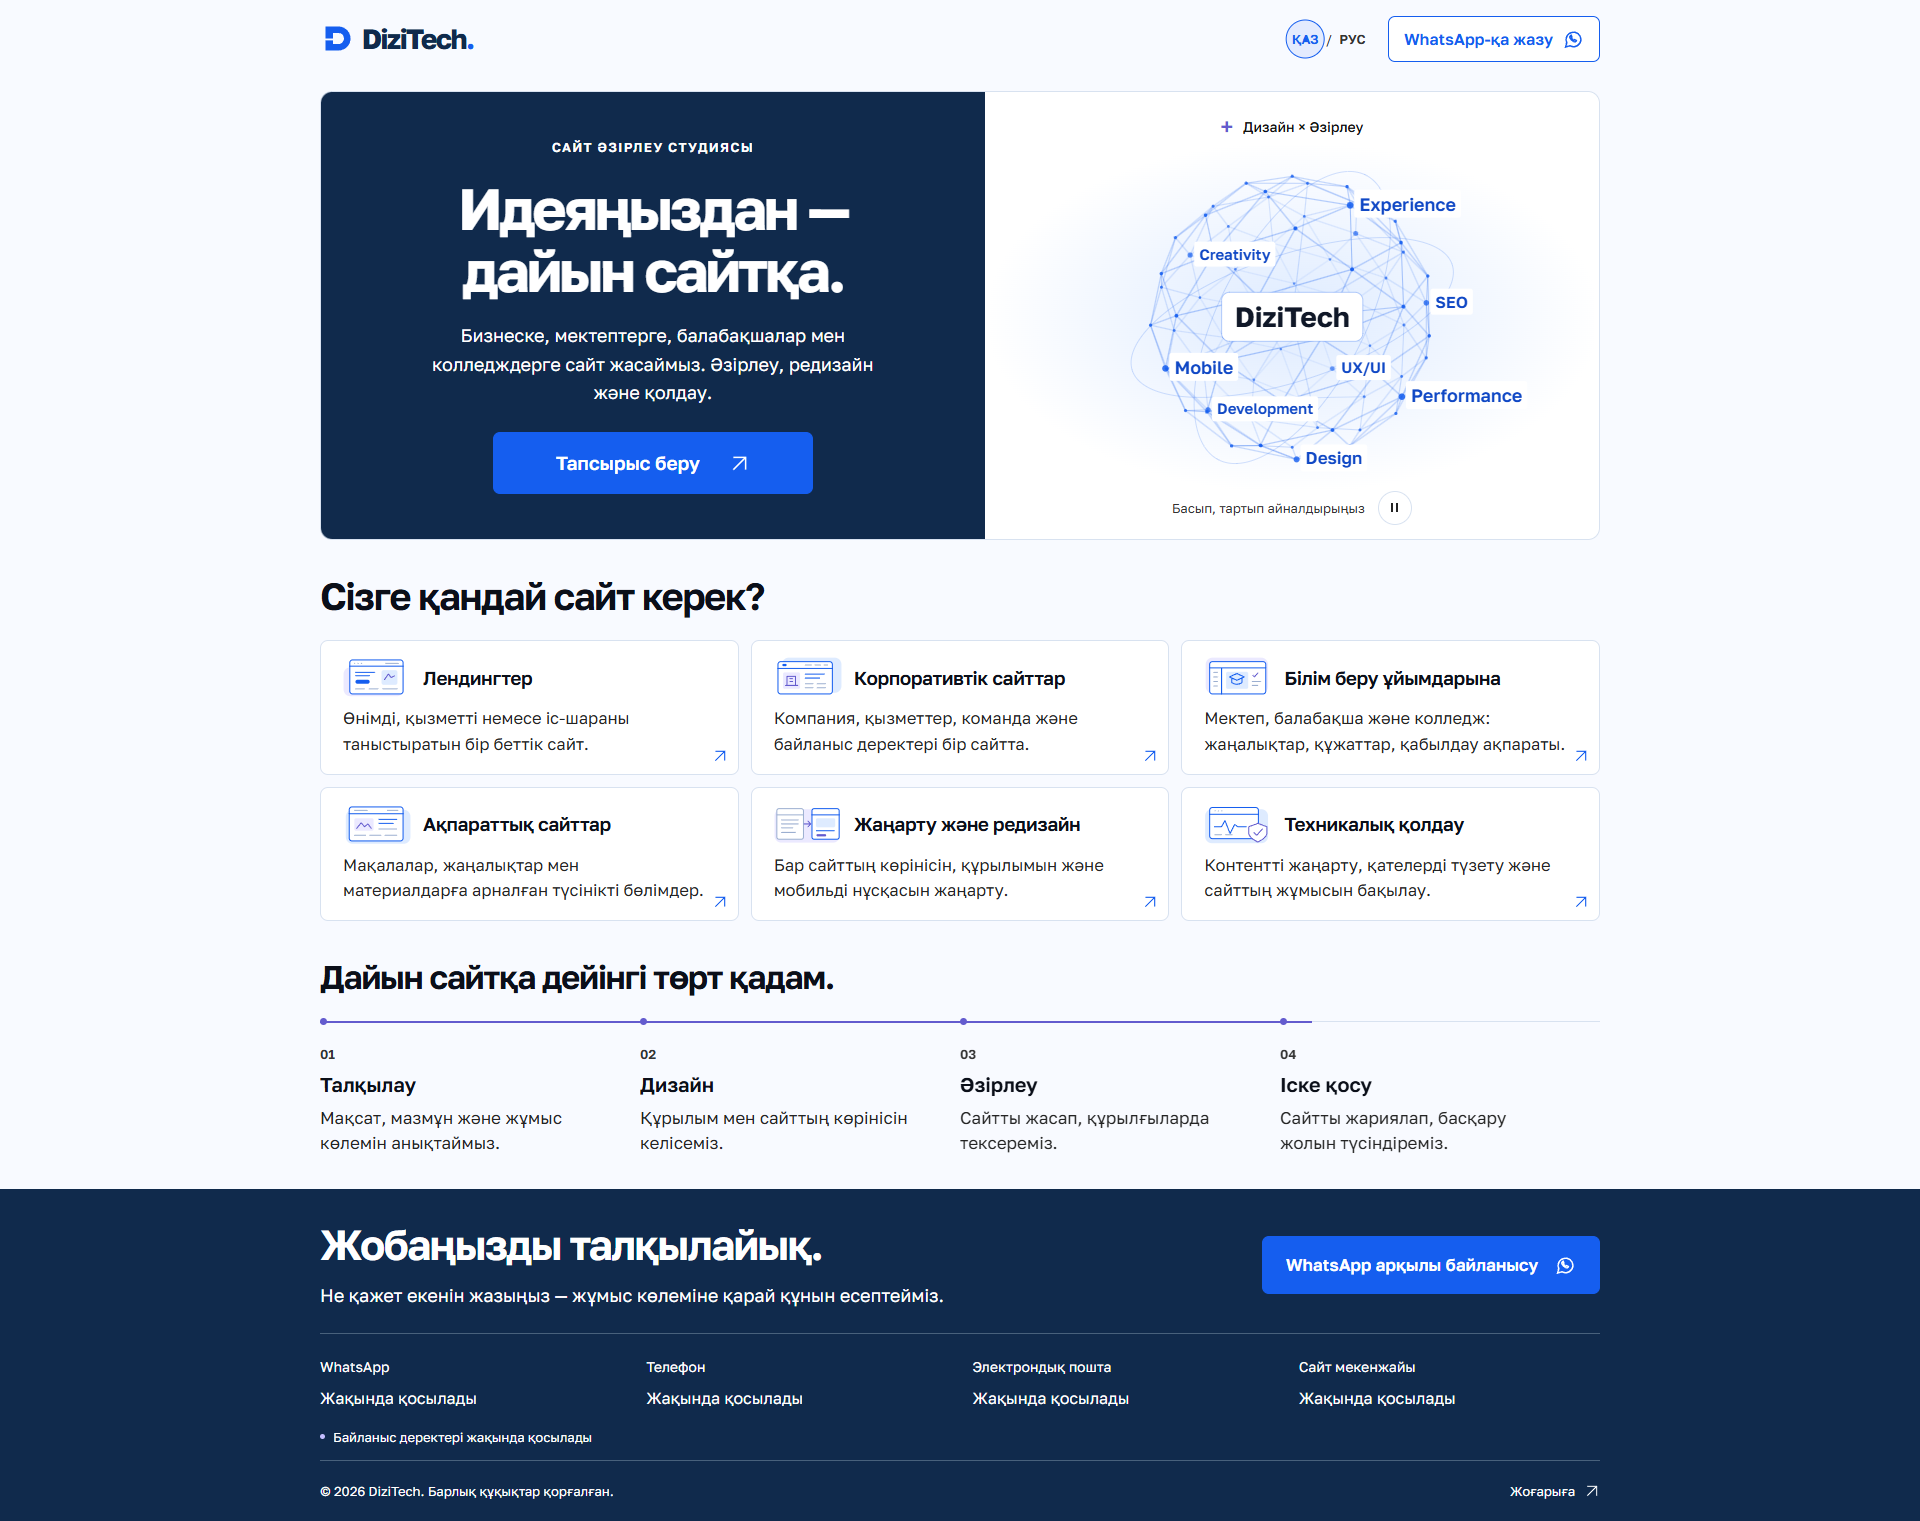 DiziTech.
ҚАЗ / РУС
WhatsApp-қа жазу
САЙТ ӘЗІРЛЕУ СТУДИЯСЫ
Идеяңыздан —
дайын сайтқа.
Бизнеске, мектептерге, балабақшалар мен
колледждерге сайт жасаймыз. Әзірлеу, редизайн
және қолдау.
Тапсырыс беру
+ Дизайн × Әзірлеу
Experience
Creativity
SEO
DiziTech
Mobile
UX/UI
Performance
Development
Design
Басып, тартып айналдырыңыз
Сізге қандай сайт керек?
Лендингтер
Өнімді, қызметті немесе іс-шараны
таныстыратын бір беттік сайт.
Корпоративтік сайттар
Компания, қызметтер, команда және
байланыс деректері бір сайтта.
Білім беру ұйымдарына
Мектеп, балабақша және колледж:
жаңалықтар, құжаттар, қабылдау ақпараты.
Ақпараттық сайттар
Мақалалар, жаңалықтар мен
материалдарға арналған түсінікті бөлімдер.
Жаңарту және редизайн
Бар сайттың көрінісін, құрылымын және
мобильді нұсқасын жаңарту.
Техникалық қолдау
Контентті жаңарту, қателерді түзету және
сайттың жұмысын бақылау.
Дайын сайтқа дейінгі төрт қадам.
01
Талқылау
Мақсат, мазмұн және жұмыс
көлемін анықтаймыз.
02
Дизайн
Құрылым мен сайттың көрінісін
келісеміз.
03
Әзірлеу
Сайтты жасап, құрылғыларда
тексереміз.
04
Іске қосу
Сайтты жариялап, басқару
жолын түсіндіреміз.
Жобаңызды талқылайық.
Не қажет екенін жазыңыз — жұмыс көлеміне қарай құнын есептейміз.
WhatsApp арқылы байланысу
WhatsApp
Жақында қосылады
Телефон
Жақында қосылады
Электрондық пошта
Жақында қосылады
Сайт мекенжайы
Жақында қосылады
Байланыс деректері жақында қосылады
© 2026 DiziTech. Барлық құқықтар қорғалған.
Жоғарыға